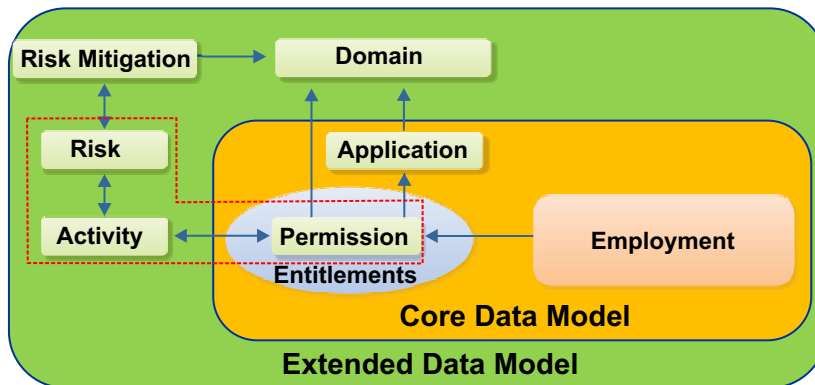 Risk Mitigation
Domain
Risk
Application
Activity
Permission
Employment
Entitlements
Core Data Model
Extended Data Model